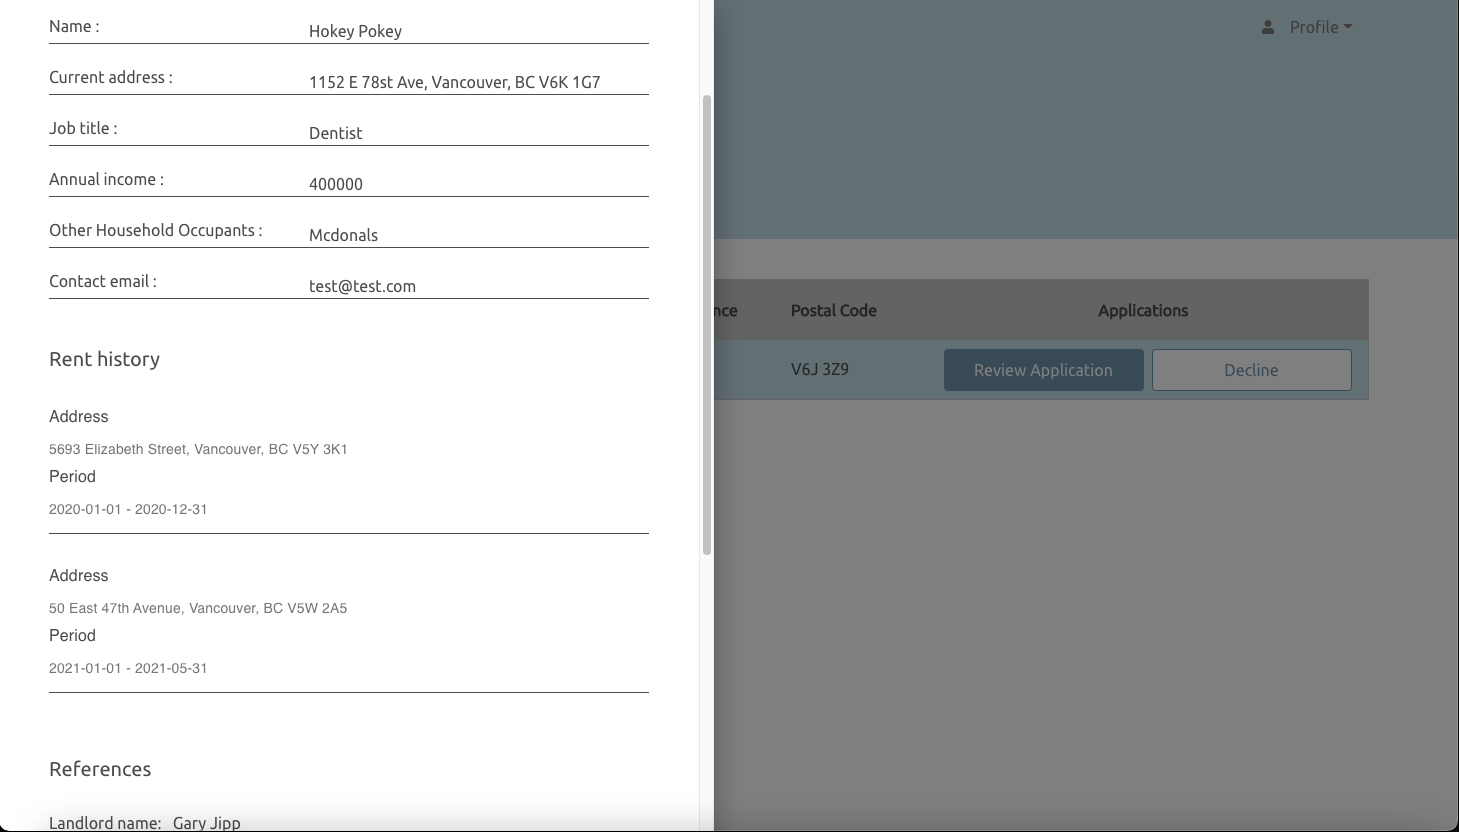 Name : Hokey Pokey
Current address : 1152 E 78st Ave, Vancouver, BC V6K 1G7
Job title : Dentist
Annual income : 400000
Other Household Occupants : Mcdonals
Contact email : test@test.com
Rent history
Address
5693 Elizabeth Street, Vancouver, BC V5Y 3K1
Period
2020-01-01 - 2020-12-31
Address
50 East 47th Avenue, Vancouver, BC V5W 2A5
Period
2021-01-01 - 2021-05-31
References
Landlord name: Gary Jipp
Profile
nce Postal Code Applications
V6J 3Z9 Review Application Decline